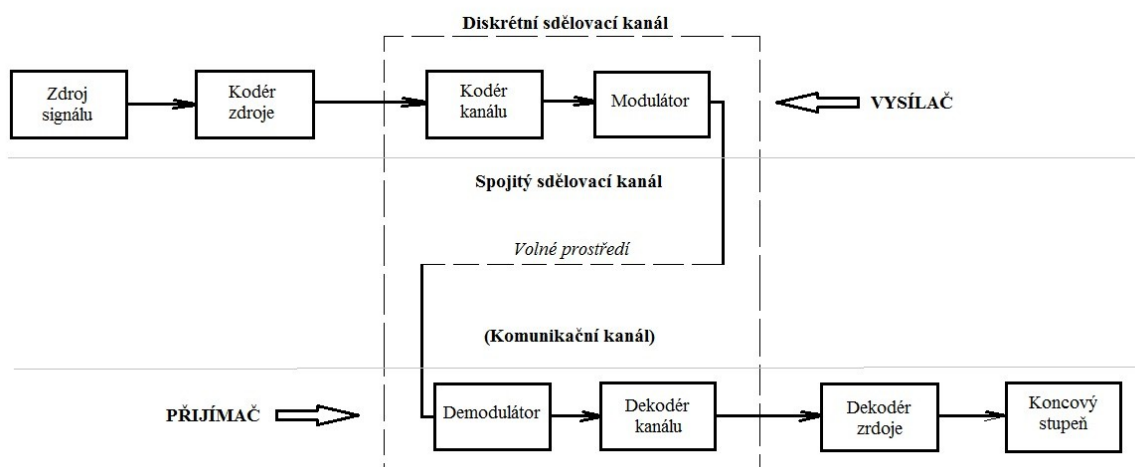 Diskrétní sdělovací kanál
Zdroj
signálu
Kodér
zdroje
Kodér
kanálu
Modulátor
VYSÍLAČ
Spojitý sdělovací kanál
Volné prostředí
(Komunikační kanál)
PŘIJÍMAČ
Demodulátor
Dekodér
kanálu
Dekodér
zrdoje
Koncový
stupeň